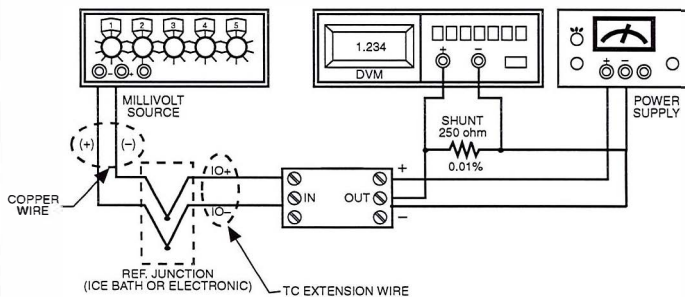 1 2 3 4 5
- +
MILLIVOLT
SOURCE
1.234
DVM
+ -
+ -
POWER
SUPPLY
SHUNT
250 ohm
0.01%
(+) (-)
COPPER
WIRE
IO+
IO-
IN OUT
+
-
REF. JUNCTION
(ICE BATH OR ELECTRONIC)
TC EXTENSION WIRE